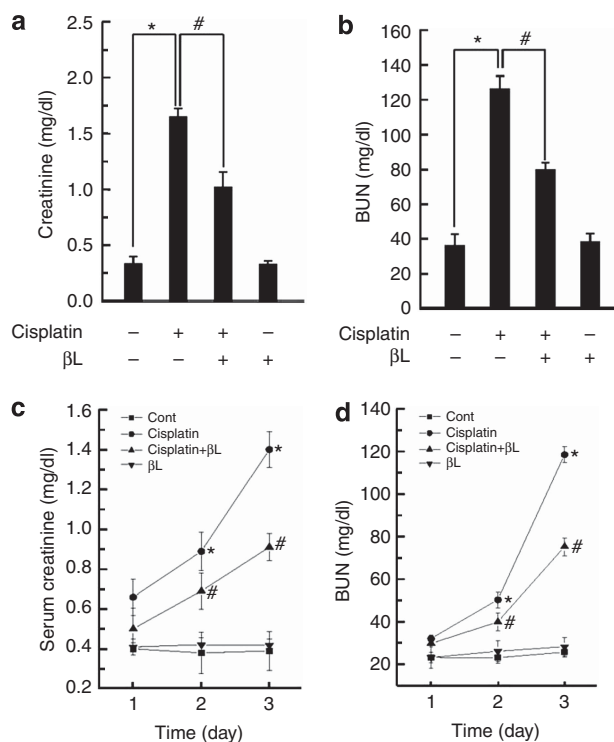 a
* #
2.5
2.0
1.5
1.0
0.5
0.0
Creatinine (mg/dl)
Cisplatin − + + −
βL − − + +
b
* #
160
140
120
100
80
60
40
20
0
BUN (mg/dl)
Cisplatin − + + −
βL − − + +
c
Cont
Cisplatin
Cisplatin+βL
βL
1.6
1.4
1.2
1.0
0.8
0.6
0.4
0.2
Serum creatinine (mg/dl)
*
#
*
#
1 2 3
Time (day)
d
Cont
Cisplatin
Cisplatin+βL
βL
140
120
100
80
60
40
20
BUN (mg/dl)
*
#
*
#
1 2 3
Time (day)